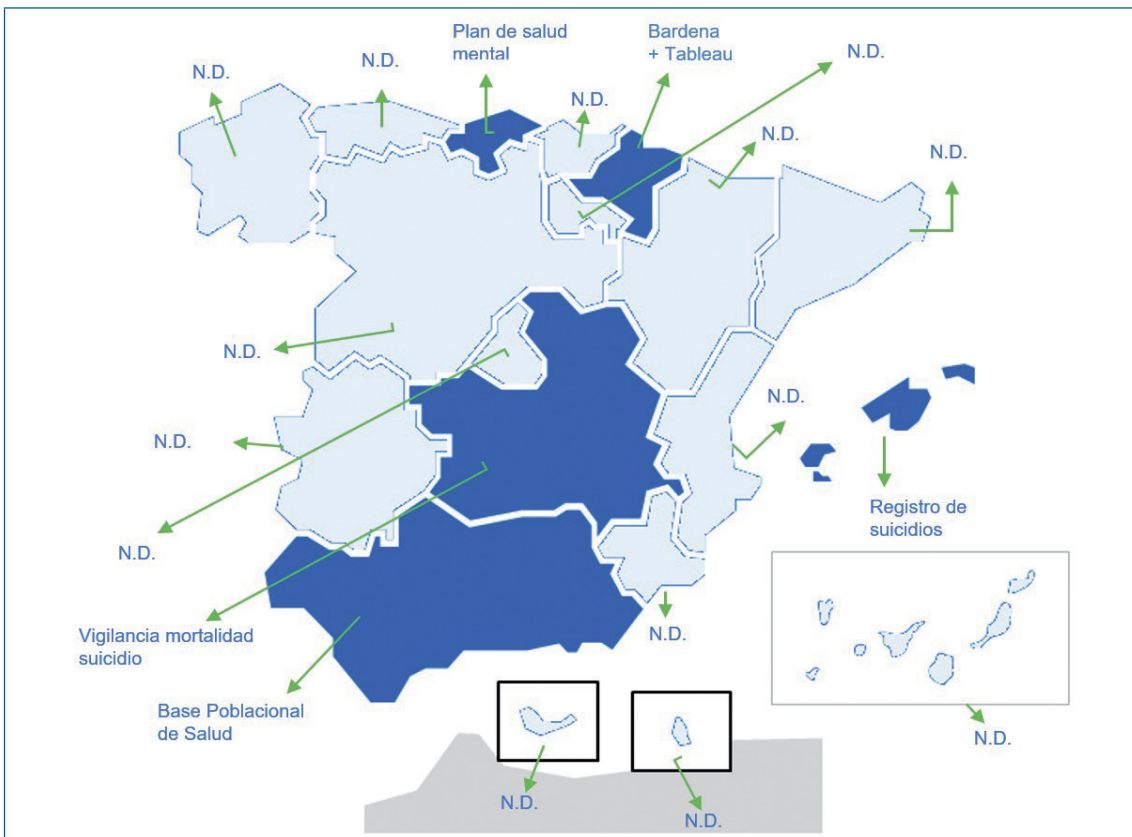 Plan de salud
mental
Bardena
+ Tableau
N.D.
N.D.
N.D.
N.D.
N.D.
N.D.
N.D.
N.D.
N.D.
Registro de
suicidios
N.D.
Vigilancia mortalidad
suicidio
N.D.
Base Poblacional
de Salud
N.D.
N.D.
N.D.